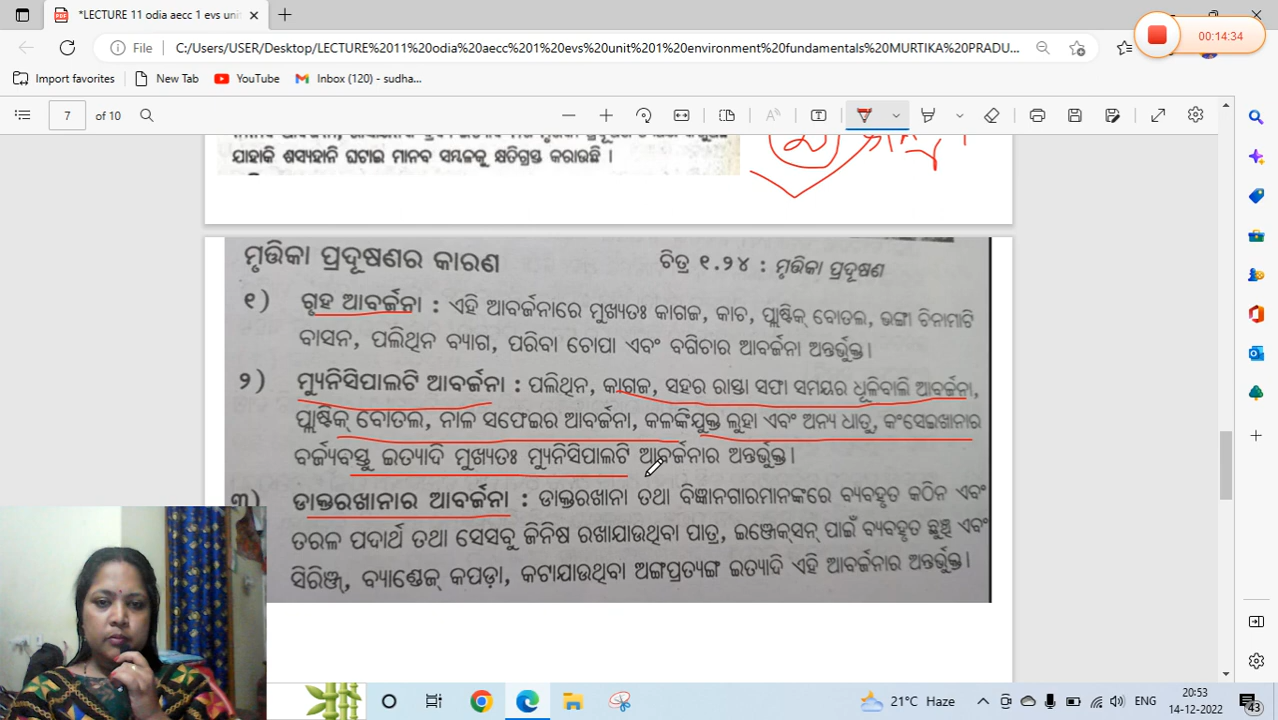 *LECTURE 11 odia aecc 1 evs uni
00:14:34
File C:/Users/USER/Desktop/LECTURE%2011%20odia%20aecc%201%20evs%20unit%201%20environment%20fundamentals%20MURTIKA%20PRADU...
Import favorites New Tab YouTube Inbox (120) - sudha...
7 of 10
ଯାହାକି ଶସ୍ୟହାନି ଘଟାଇ ମାନବ ସମ୍ବଳକୁ କ୍ଷତିଗ୍ରସ୍ତ କରାଉଛି ।
ମୃତ୍ତିକା ପ୍ରଦୂଷଣର କାରଣ ଚିତ୍ର ୧.୨୪ : ମୃତ୍ତିକା ପ୍ରଦୂଷଣ
୧) ଗୃହ ଆବର୍ଜନା : ଏହି ଆବର୍ଜନାରେ ମୁଖ୍ୟତଃ କାଗଜ, କାଚ, ପ୍ଲାଷ୍ଟିକ୍ ବୋତଲ, ଭଙ୍ଗା ଚିନାମାଟି
ବାସନ, ପଲିଥିନ ବ୍ୟାଗ, ପରିବା ଚୋପା ଏବଂ ବଗିଚାର ଆବର୍ଜନା ଅନ୍ତର୍ଭୁକ୍ତ।
୨) ମ୍ୟୁନିସିପାଲଟି ଆବର୍ଜନା : ପଲିଥିନ, କାଗଜ, ସହର ରାସ୍ତା ସଫା ସମୟର ଧୂଳିବାଲି ଆବର୍ଜନା,
ପ୍ଲାଷ୍ଟିକ୍ ବୋତଲ, ନାଳ ସଫେଇର ଆବର୍ଜନା, କଳଙ୍କିଯୁକ୍ତ ଲୁହା ଏବଂ ଅନ୍ୟ ଧାତୁ, କଂସେଇଖାନାର
ବର୍ଜ୍ୟବସ୍ତୁ ଇତ୍ୟାଦି ମୁଖ୍ୟତଃ ମ୍ୟୁନିସିପାଲଟି ଆବର୍ଜନାର ଅନ୍ତର୍ଭୁକ୍ତ।
୩) ଡାକ୍ତରଖାନାର ଆବର୍ଜନା : ଡାକ୍ତରଖାନା ତଥା ବିଜ୍ଞାନଗାରମାନଙ୍କରେ ବ୍ୟବହୃତ କଠିନ ଏବଂ
ତରଳ ପଦାର୍ଥ ତଥା ସେସବୁ ଜିନିଷ ରଖାଯାଉଥିବା ପାତ୍ର, ଇଞ୍ଜେକ୍‌ସନ୍ ପାଇଁ ବ୍ୟବହୃତ ଛୁଞ୍ଚି ଏବଂ
ସିରିଞ୍ଜ୍, ବ୍ୟାଣ୍ଡେଜ୍ କପଡ଼ା, କଟାଯାଉଥିବା ଅଙ୍ଗପ୍ରତ୍ୟଙ୍ଗ ଇତ୍ୟାଦି ଏହି ଆବର୍ଜନାର ଅନ୍ତର୍ଭୁକ୍ତ।
21°C Haze ENG 20:53
14-12-2022
43